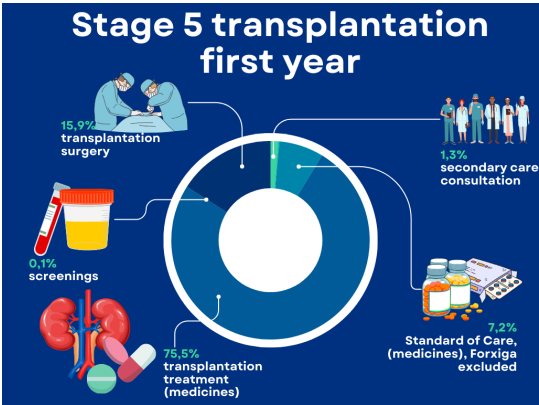 Stage 5 transplantation
first year
15,9%
transplantation
surgery
1,3%
secondary care
consultation
0,1%
screenings
7,2%
Standard of Care,
(medicines), Forxiga
excluded
75,5%
transplantation
treatment
(medicines)